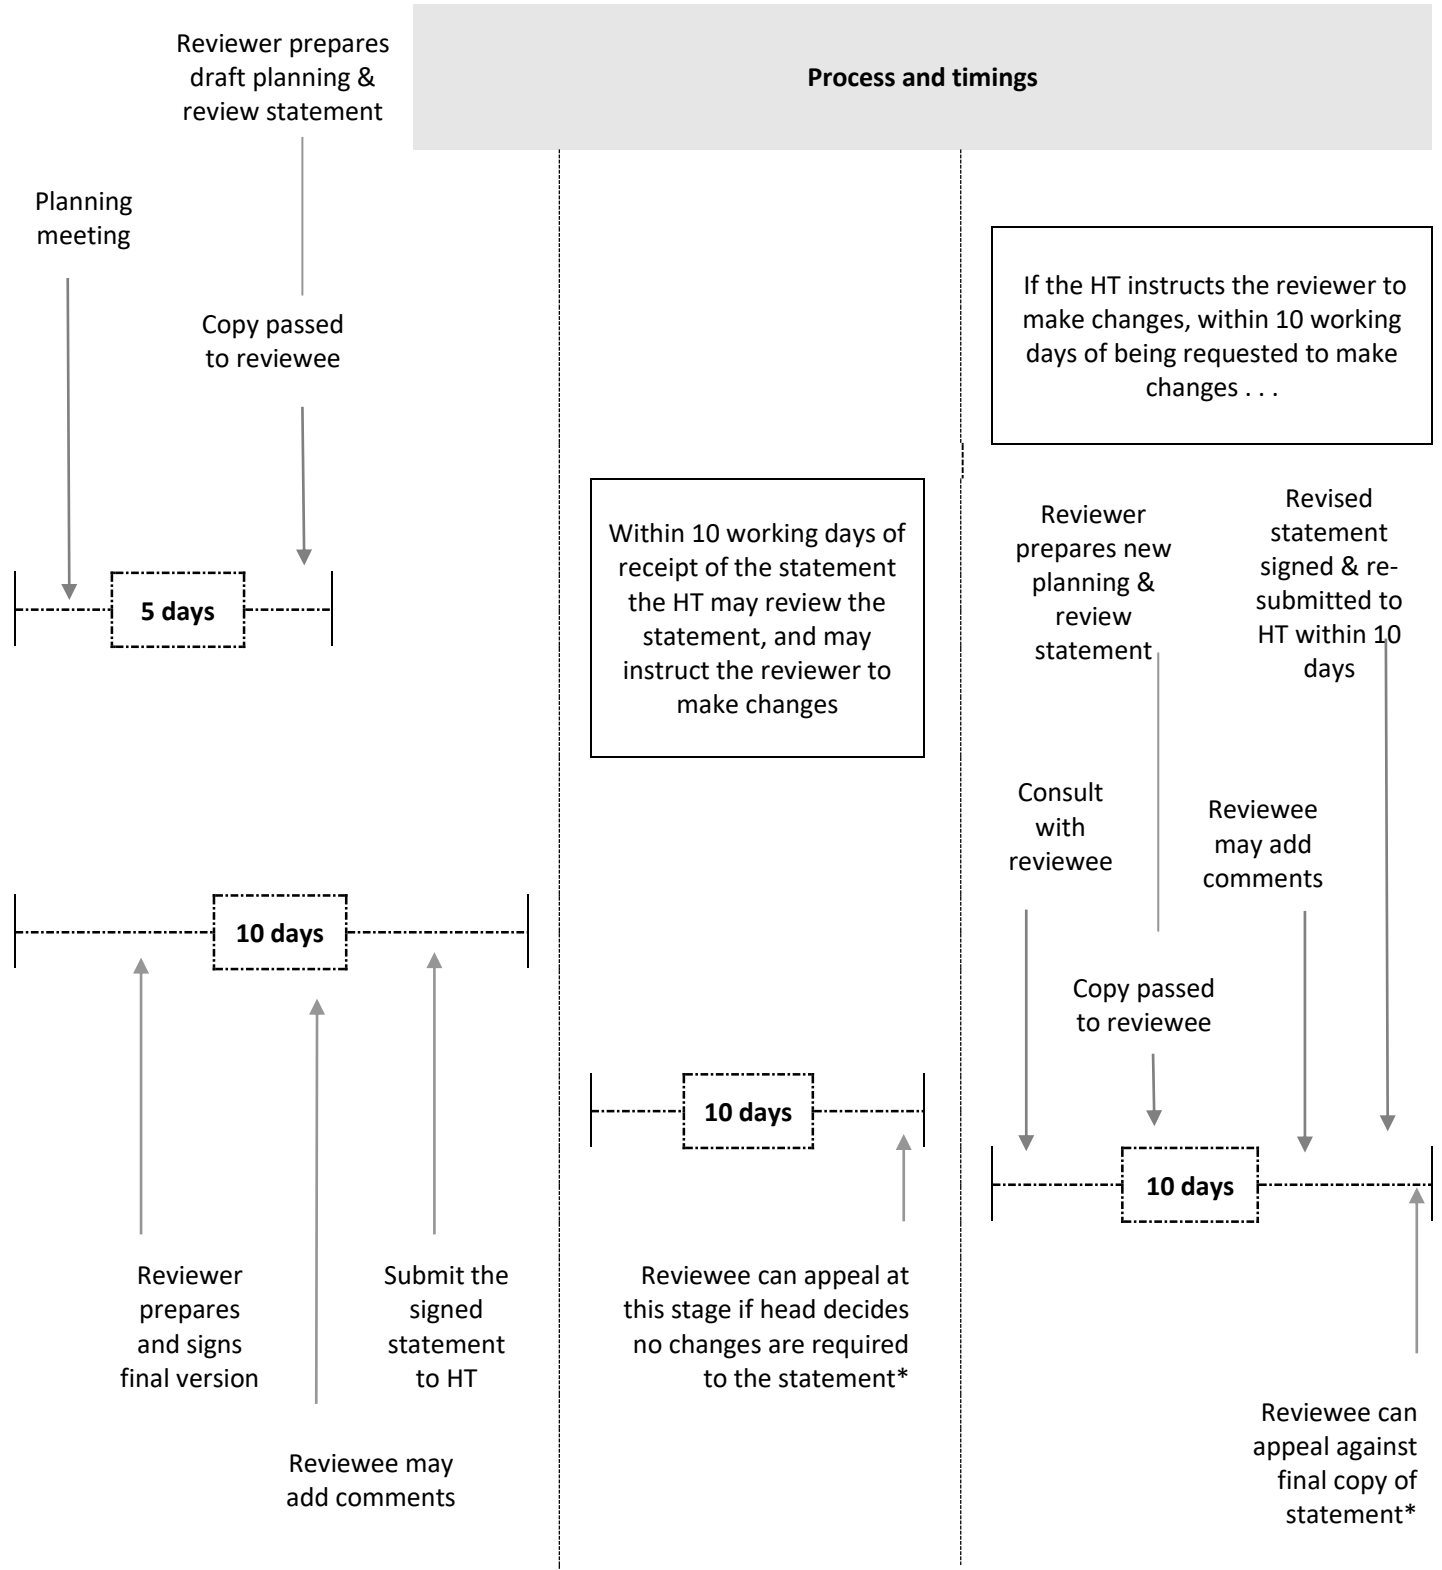 Reviewer prepares
draft planning &
review statement
Process and timings
Planning
meeting
Copy passed
to reviewee
5 days
10 days
Reviewer
prepares
and signs
final version
Submit the
signed
statement
to HT
Reviewee may
add comments
Within 10 working days of
receipt of the statement
the HT may review the
statement, and may
instruct the reviewer to
make changes
10 days
Reviewee can appeal at
this stage if head decides
no changes are required
to the statement*
If the HT instructs the reviewer to
make changes, within 10 working
days of being requested to make
changes . . .
Reviewer
prepares new
planning &
review
statement
Revised
statement
signed & re-
submitted to
HT within 10
days
Consult
with
reviewee
Reviewee
may add
comments
Copy passed
to reviewee
10 days
Reviewee can
appeal against
final copy of
statement*